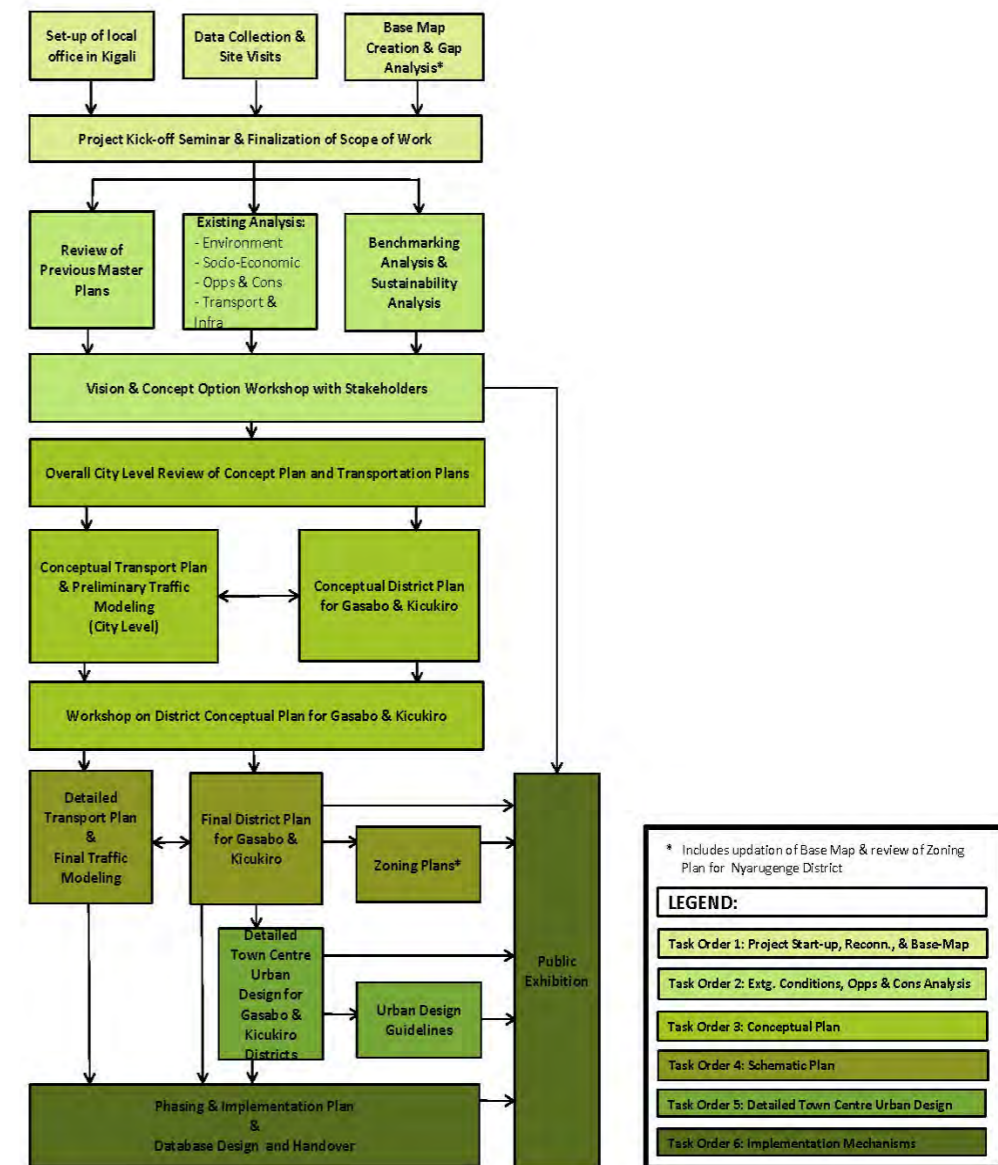 Set-up of local
office in Kigali
Data Collection &
Site Visits
Base Map
Creation & Gap
Analysis*
Project Kick-off Seminar & Finalization of Scope of Work
Review of
Previous Master
Plans
Existing Analysis:
- Environment
- Socio-Economic
- Opps & Cons
- Transport &
Infra
Benchmarking
Analysis &
Sustainability
Analysis
Vision & Concept Option Workshop with Stakeholders
Overall City Level Review of Concept Plan and Transportation Plans
Conceptual Transport Plan
& Preliminary Traffic
Modeling
(City Level)
Conceptual District Plan
for Gasabo & Kicukiro
Workshop on District Conceptual Plan for Gasabo & Kicukiro
Detailed
Transport Plan
&
Final Traffic
Modeling
Final District Plan
for Gasabo &
Kicukiro
Zoning Plans*
Detailed
Town Centre
Urban
Design for
Gasabo &
Kicukiro
Districts
Urban Design
Guidelines
Public
Exhibition
Phasing & Implementation Plan
&
Database Design and Handover
* Includes updation of Base Map & review of Zoning
Plan for Nyarugenge District
LEGEND:
Task Order 1: Project Start-up, Reconn., & Base-Map
Task Order 2: Extg. Conditions, Opps & Cons Analysis
Task Order 3: Conceptual Plan
Task Order 4: Schematic Plan
Task Order 5: Detailed Town Centre Urban Design
Task Order 6: Implementation Mechanisms